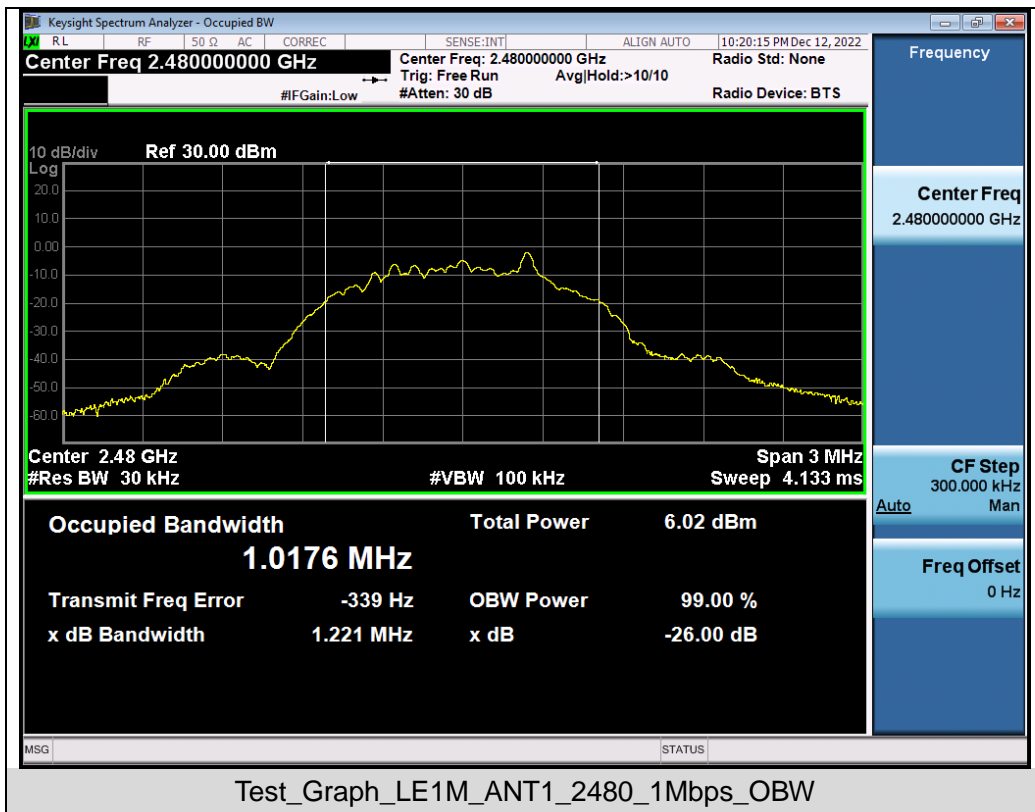 Keysight Spectrum Analyzer - Occupied BW
LXI RL RF 50 Ω AC CORREC SENSE:INT ALIGN AUTO 10:20:15 PM Dec 12, 2022
Center Freq 2.480000000 GHz
Center Freq: 2.480000000 GHz
Radio Std: None
Trig: Free Run Avg|Hold:>10/10
#IFGain:Low
#Atten: 30 dB
Radio Device: BTS
Frequency
10 dB/div Ref 30.00 dBm
Log
20.0
10.0
0.00
-10.0
-20.0
-30.0
-40.0
-50.0
-60.0
Center 2.48 GHz Span 3 MHz
#Res BW 30 kHz #VBW 100 kHz Sweep 4.133 ms
Center Freq
2.480000000 GHz
CF Step
300.000 kHz
Auto Man
Freq Offset
0 Hz
Occupied Bandwidth Total Power 6.02 dBm
1.0176 MHz
Transmit Freq Error -339 Hz OBW Power 99.00 %
x dB Bandwidth 1.221 MHz x dB -26.00 dB
MSG STATUS
Test_Graph_LE1M_ANT1_2480_1Mbps_OBW